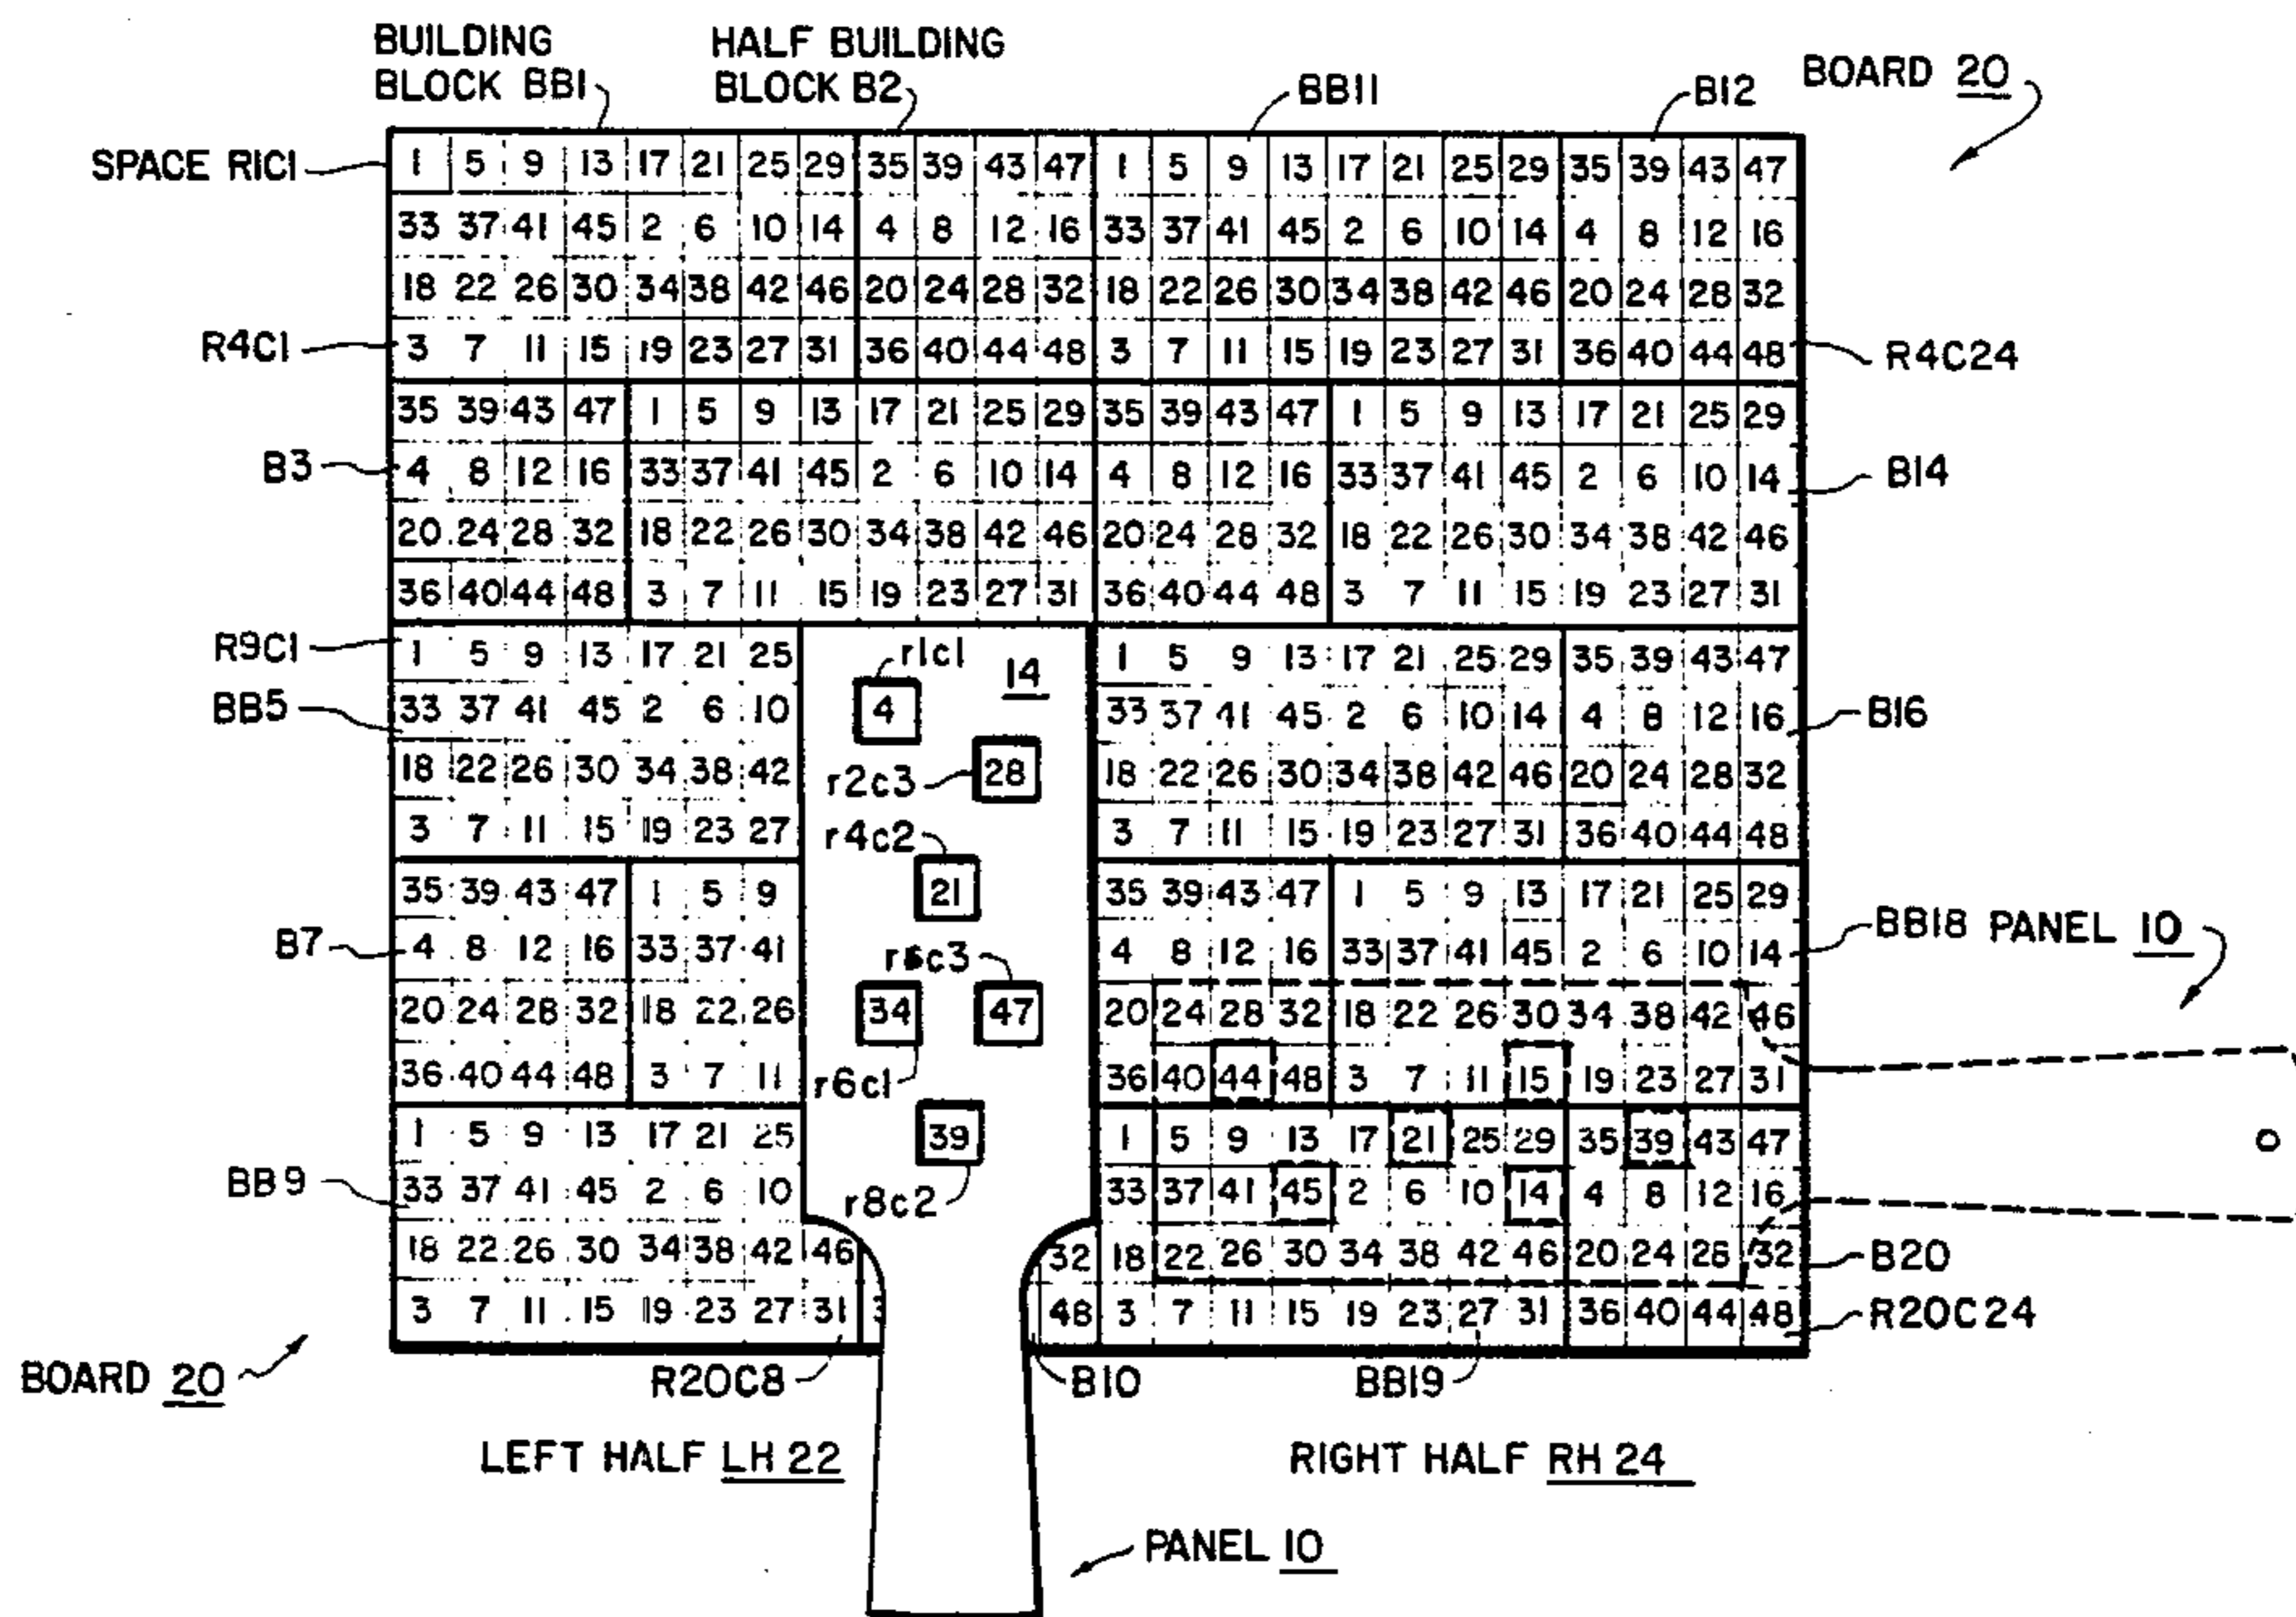 BUILDING BLOCK BB1
HALF BUILDING BLOCK B2
BB11
B12
BOARD 20
SPACE R1C1
1 5 9 13 17 21 25 29 35 39 43 47 1 5 9 13 17 21 25 29 35 39 43 47
33 37 41 45 2 6 10 14 4 8 12 16 33 37 41 45 2 6 10 14 4 8 12 16
18 22 26 30 34 38 42 46 20 24 28 32 18 22 26 30 34 38 42 46 20 24 28 32
R4C1 3 7 11 15 19 23 27 31 36 40 44 48 3 7 11 15 19 23 27 31 36 40 44 48 R4C24
35 39 43 47 1 5 9 13 17 21 25 29 35 39 43 47 1 5 9 13 17 21 25 29
B3 4 8 12 16 33 37 41 45 2 6 10 14 4 8 12 16 33 37 41 45 2 6 10 14 B14
20 24 28 32 18 22 26 30 34 38 42 46 20 24 28 32 18 22 26 30 34 38 42 46
36 40 44 48 3 7 11 15 19 23 27 31 36 40 44 48 3 7 11 15 19 23 27 31
R9C1 1 5 9 13 17 21 25 r1c1 14 1 5 9 13 17 21 25 29 35 39 43 47
BB5 33 37 41 45 2 6 10 4 33 37 41 45 2 6 10 14 4 8 12 16 B16
18 22 26 30 34 38 42 r2c3 28 18 22 26 30 34 38 42 46 20 24 28 32
3 7 11 15 19 23 27 r4c2 3 7 11 15 19 23 27 31 36 40 44 48
35 39 43 47 1 5 9 21 35 39 43 47 1 5 9 13 17 21 25 29
B7 4 8 12 16 33 37 41 4 8 12 16 33 37 41 45 2 6 10 14 BB18 PANEL 10
20 24 28 32 18 22 26 34 47 20 24 28 32 18 22 26 30 34 38 42 46
36 40 44 48 3 7 11 r6c1 36 40 44 48 3 7 11 15 19 23 27 31
1 5 9 13 17 21 25 39 1 5 9 13 17 21 25 29 35 39 43 47
BB9 33 37 41 45 2 6 10 r8c2 33 37 41 45 2 6 10 14 4 8 12 16
18 22 26 30 34 38 42 46 32 18 22 26 30 34 38 42 46 20 24 28 32 B20
3 7 11 15 19 23 27 31 48 3 7 11 15 19 23 27 31 36 40 44 48 R20C24
BOARD 20
R20C8
B10
BB19
LEFT HALF LH 22
RIGHT HALF RH 24
PANEL 10